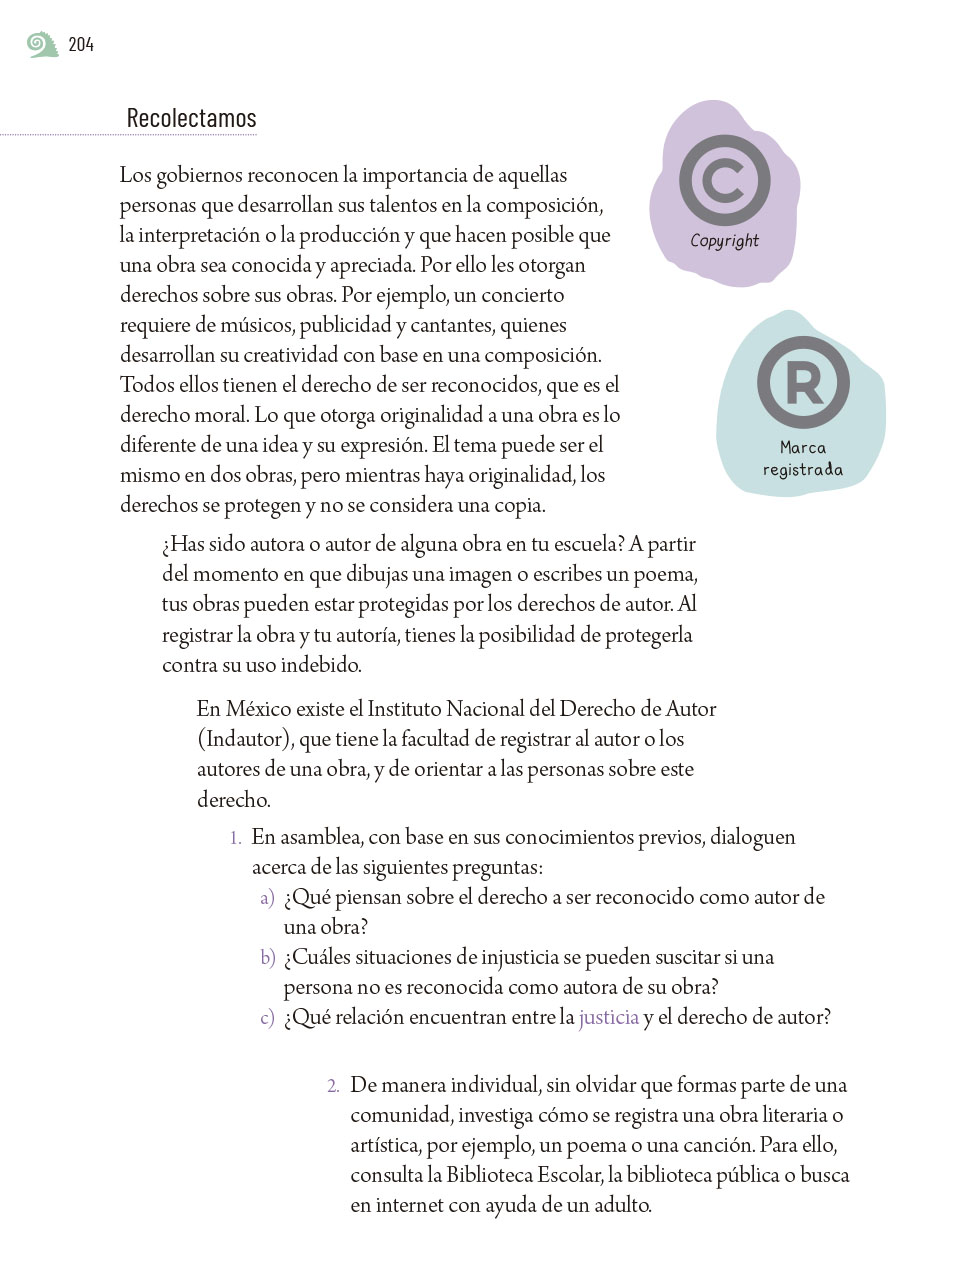 204
Recolectamos
Los gobiernos reconocen la importancia de aquellas
personas que desarrollan sus talentos en la composición,
la interpretación o la producción y que hacen posible que
una obra sea conocida y apreciada. Por ello les otorgan
derechos sobre sus obras. Por ejemplo, un concierto
requiere de músicos, publicidad y cantantes, quienes
desarrollan su creatividad con base en una composición.
Todos ellos tienen el derecho de ser reconocidos, que es el
derecho moral. Lo que otorga originalidad a una obra es lo
diferente de una idea y su expresión. El tema puede ser el
mismo en dos obras, pero mientras haya originalidad, los
derechos se protegen y no se considera una copia.
C
Copyright
R
Marca
registrada
¿Has sido autora o autor de alguna obra en tu escuela? A partir
del momento en que dibujas una imagen o escribes un poema,
tus obras pueden estar protegidas por los derechos de autor. Al
registrar la obra y tu autoría, tienes la posibilidad de protegerla
contra su uso indebido.
En México existe el Instituto Nacional del Derecho de Autor
(Indautor), que tiene la facultad de registrar al autor o los
autores de una obra, y de orientar a las personas sobre este
derecho.
1. En asamblea, con base en sus conocimientos previos, dialoguen
acerca de las siguientes preguntas:
a) ¿Qué piensan sobre el derecho a ser reconocido como autor de
una obra?
b) ¿Cuáles situaciones de injusticia se pueden suscitar si una
persona no es reconocida como autora de su obra?
c) ¿Qué relación encuentran entre la justicia y el derecho de autor?
2. De manera individual, sin olvidar que formas parte de una
comunidad, investiga cómo se registra una obra literaria o
artística, por ejemplo, un poema o una canción. Para ello,
consulta la Biblioteca Escolar, la biblioteca pública o busca
en internet con ayuda de un adulto.